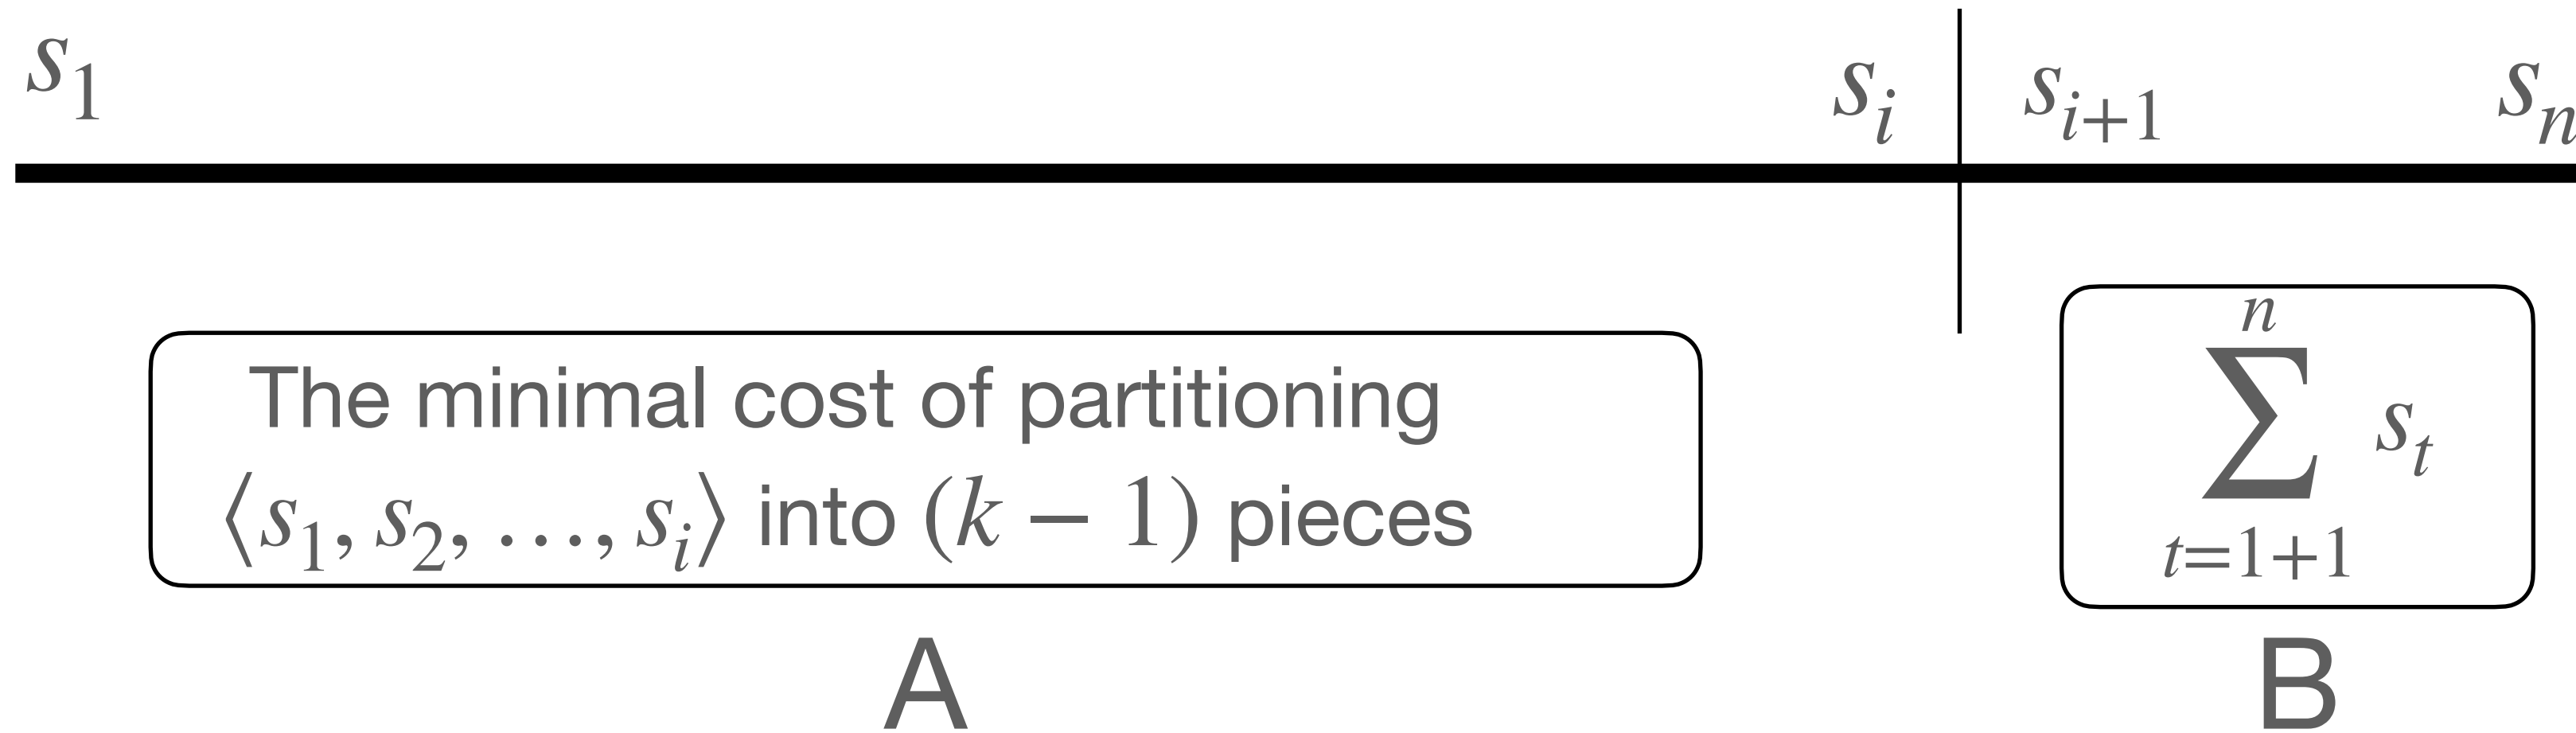 s₁ sᵢ sᵢ₊₁ sₙ
The minimal cost of partitioning
⟨s₁, s₂, …, sᵢ⟩ into (k − 1) pieces
n
∑ sₜ
t=1+1
A B